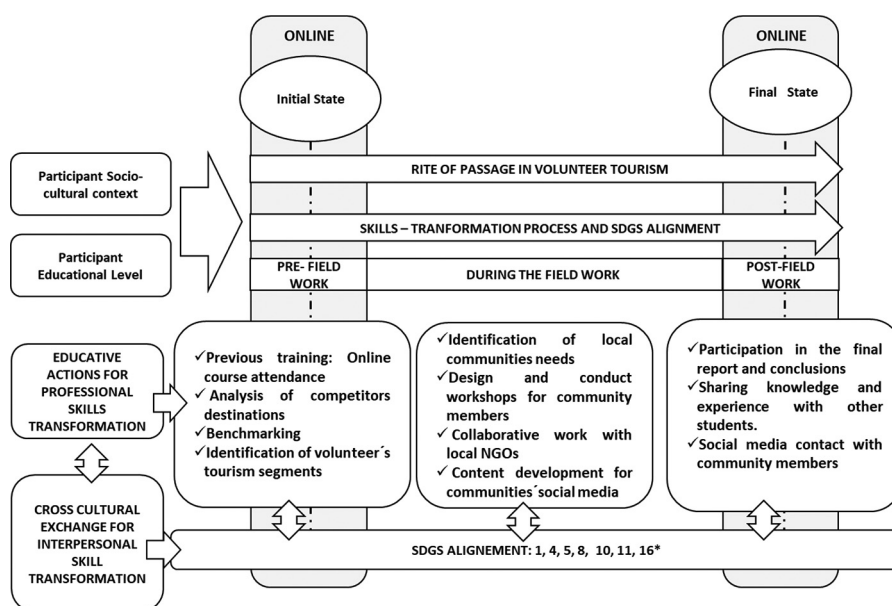 ONLINE
ONLINE
Initial State
Final State
Participant Socio-
cultural context
Participant
Educational Level
RITE OF PASSAGE IN VOLUNTEER TOURISM
SKILLS – TRANFORMATION PROCESS AND SDGS ALIGNMENT
PRE- FIELD
WORK
DURING THE FIELD WORK
POST-FIELD
WORK
EDUCATIVE
ACTIONS FOR
PROFESSIONAL
SKILLS
TRANSFORMATION
✓Previous training: Online
course attendance
✓Analysis of competitors
destinations
✓Benchmarking
✓Identification of volunteer´s
tourism segments
✓Identification of local
communities needs
✓Design and conduct
workshops for community
members
✓Collaborative work with
local NGOs
✓Content development for
communities´social media
✓Participation in the final
report and conclusions
✓Sharing knowledge and
experience with other
students.
✓Social media contact with
community members
CROSS CULTURAL
EXCHANGE FOR
INTERPERSONAL
SKILL
TRANSFORMATION
SDGS ALIGNEMENT: 1, 4, 5, 8, 10, 11, 16*